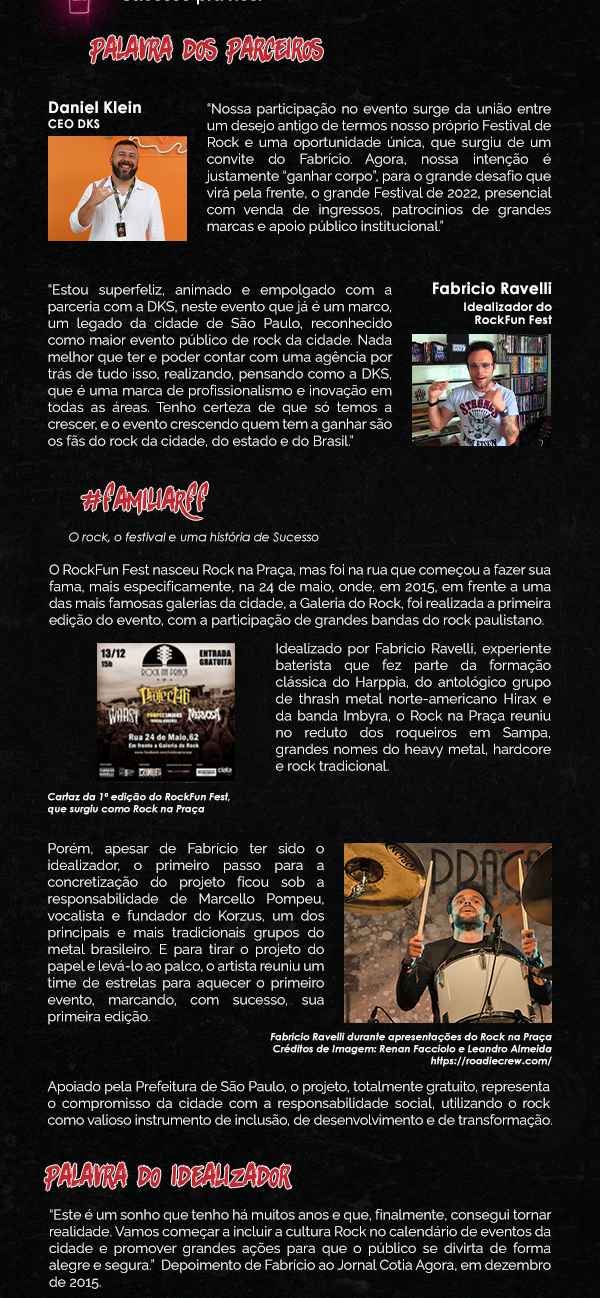 PALAVRA DOS PARCEIROS
Daniel Klein
CEO DKS
“Nossa participação no evento surge da união entre
um desejo antigo de termos nosso próprio Festival de
Rock e uma oportunidade única, que surgiu de um
convite do Fabrício. Agora, nossa intenção é
justamente “ganhar corpo”, para o grande desafio que
virá pela frente, o grande Festival de 2022, presencial
com venda de ingressos, patrocínios de grandes
marcas e apoio público institucional.”
“Estou superfeliz, animado e empolgado com a
parceria com a DKS, neste evento que já é um marco,
um legado da cidade de São Paulo, reconhecido
como maior evento público de rock da cidade. Nada
melhor que ter e poder contar com uma agência por
trás de tudo isso, realizando, pensando como a DKS,
que é uma marca de profissionalismo e inovação em
todas as áreas. Tenho certeza de que só temos a
crescer, e o evento crescendo quem tem a ganhar são
os fãs do rock da cidade, do estado e do Brasil.”
Fabricio Ravelli
Idealizador do
RockFun Fest
#FAMILIARFF
O rock, o festival e uma história de Sucesso
O RockFun Fest nasceu Rock na Praça, mas foi na rua que começou a fazer sua
fama, mais especificamente, na 24 de maio, onde, em 2015, em frente a uma
das mais famosas galerias da cidade, a Galeria do Rock, foi realizada a primeira
edição do evento, com a participação de grandes bandas do rock paulistano.
13/12
15h
ENTRADA
GRATUITA
ROCK NA PRAÇA
PROJECT46
WARST
NERVOSA
Rua 24 de Maio,62
Em frente a Galeria do Rock
Idealizado por Fabricio Ravelli, experiente
baterista que fez parte da formação
clássica do Harppia, do antológico grupo
de thrash metal norte-americano Hirax e
da banda Imbyra, o Rock na Praça reuniu
no reduto dos roqueiros em Sampa,
grandes nomes do heavy metal, hardcore
e rock tradicional.
Cartaz da 1ª edição do RockFun Fest,
que surgiu como Rock na Praça
Porém, apesar de Fabrício ter sido o
idealizador, o primeiro passo para a
concretização do projeto ficou sob a
responsabilidade de Marcello Pompeu,
vocalista e fundador do Korzus, um dos
principais e mais tradicionais grupos do
metal brasileiro. E para tirar o projeto do
papel e levá-lo ao palco, o artista reuniu um
time de estrelas para aquecer o primeiro
evento, marcando, com sucesso, sua
primeira edição.
PRAÇA
Fabricio Ravelli durante apresentações do Rock na Praça
Créditos de Imagem: Renan Facciolo e Leandro Almeida
https://roadiecrew.com/
Apoiado pela Prefeitura de São Paulo, o projeto, totalmente gratuito, representa
o compromisso da cidade com a responsabilidade social, utilizando o rock
como valioso instrumento de inclusão, de desenvolvimento e de transformação.
PALAVRA DO IDEALIZADOR
“Este é um sonho que tenho há muitos anos e que, finalmente, consegui tornar
realidade. Vamos começar a incluir a cultura Rock no calendário de eventos da
cidade e promover grandes ações para que o público se divirta de forma
alegre e segura.” Depoimento de Fabrício ao Jornal Cotia Agora, em dezembro
de 2015.